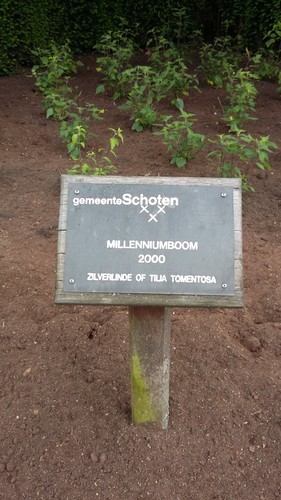 gemeenteSchoten
MILLENNIUMBOOM
2000
ZILVERLINDE OF TILIA TOMENTOSA